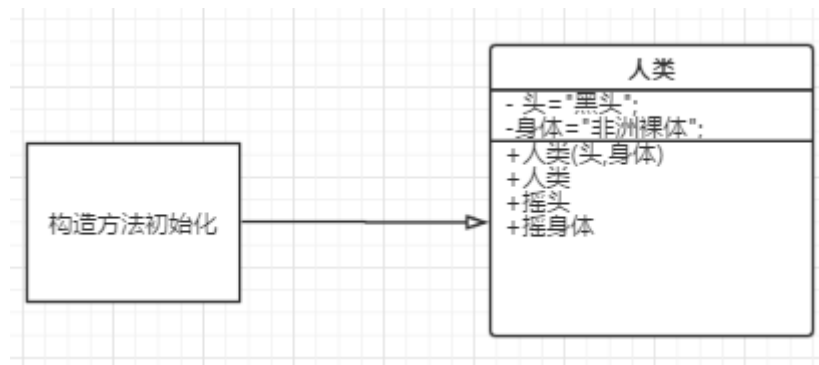 人类
- 头="黑头";
-身体="非洲裸体";
+人类(头,身体)
+人类
+摇头
+摇身体
构造方法初始化